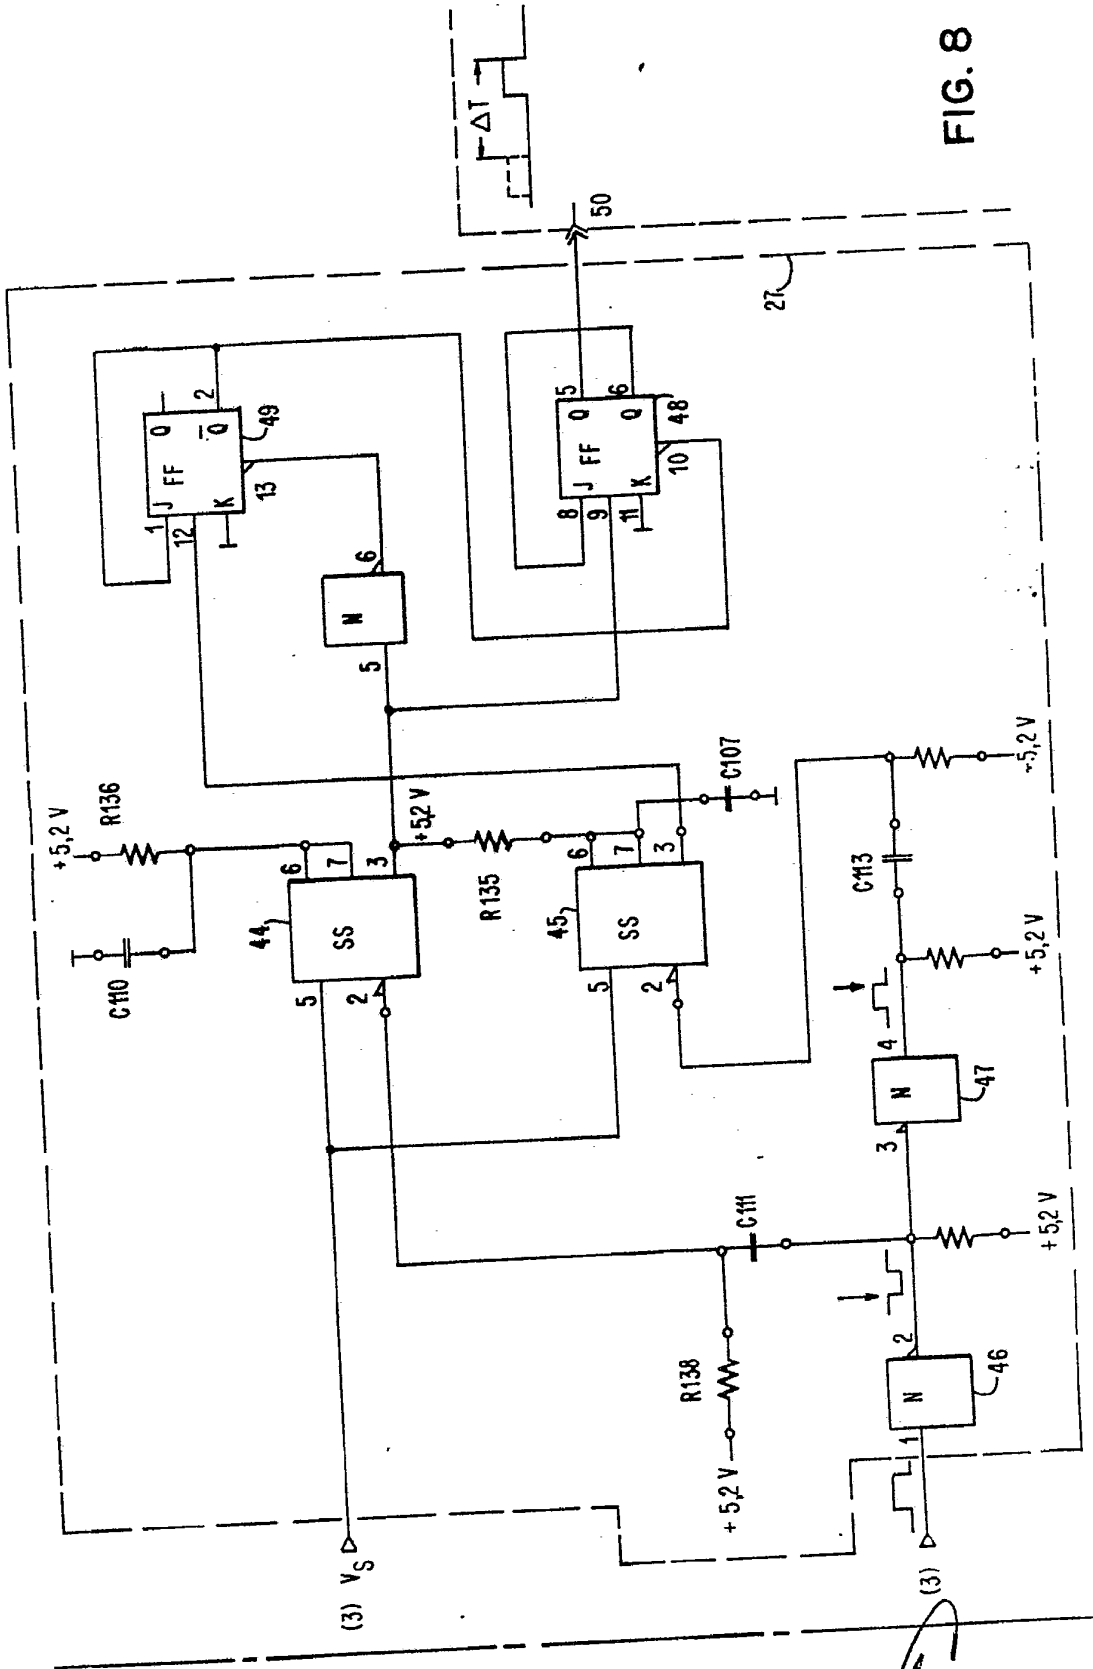 FIG. 8
ΔT
50
27
Q
2
Q
49
FF
J
K
1
12
13
N
5
6
Q
5
Q
6
48
FF
J
K
8
9
11
10
+5,2 V
R136
C110
44
SS
6
7
3
5
2
+5,2 V
R135
C107
45
SS
6
7
3
5
2
C113
+5,2 V
+5,2 V
N
3
4
47
C111
R138
+ 5,2 V
+5,2 V
N
1
2
46
(3) VS
(3)